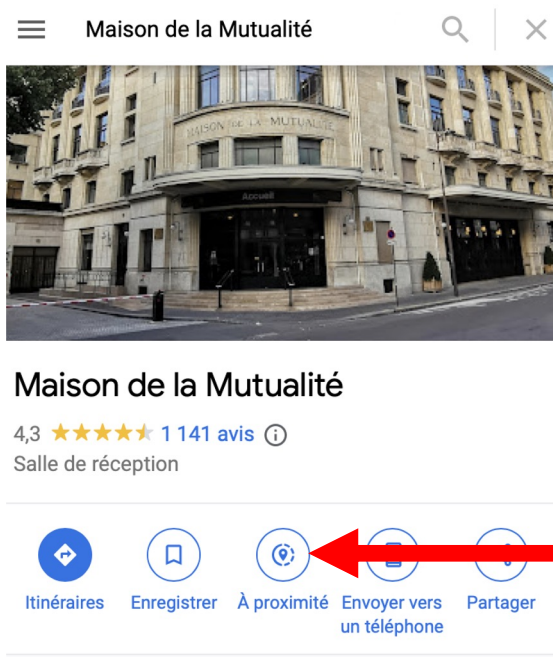 Maison de la Mutualité
MAISON DE LA MUTUALITE
Accueil
Maison de la Mutualité
4,3 1 141 avis
Salle de réception
Itinéraires Enregistrer À proximité Envoyer vers un téléphone Partager